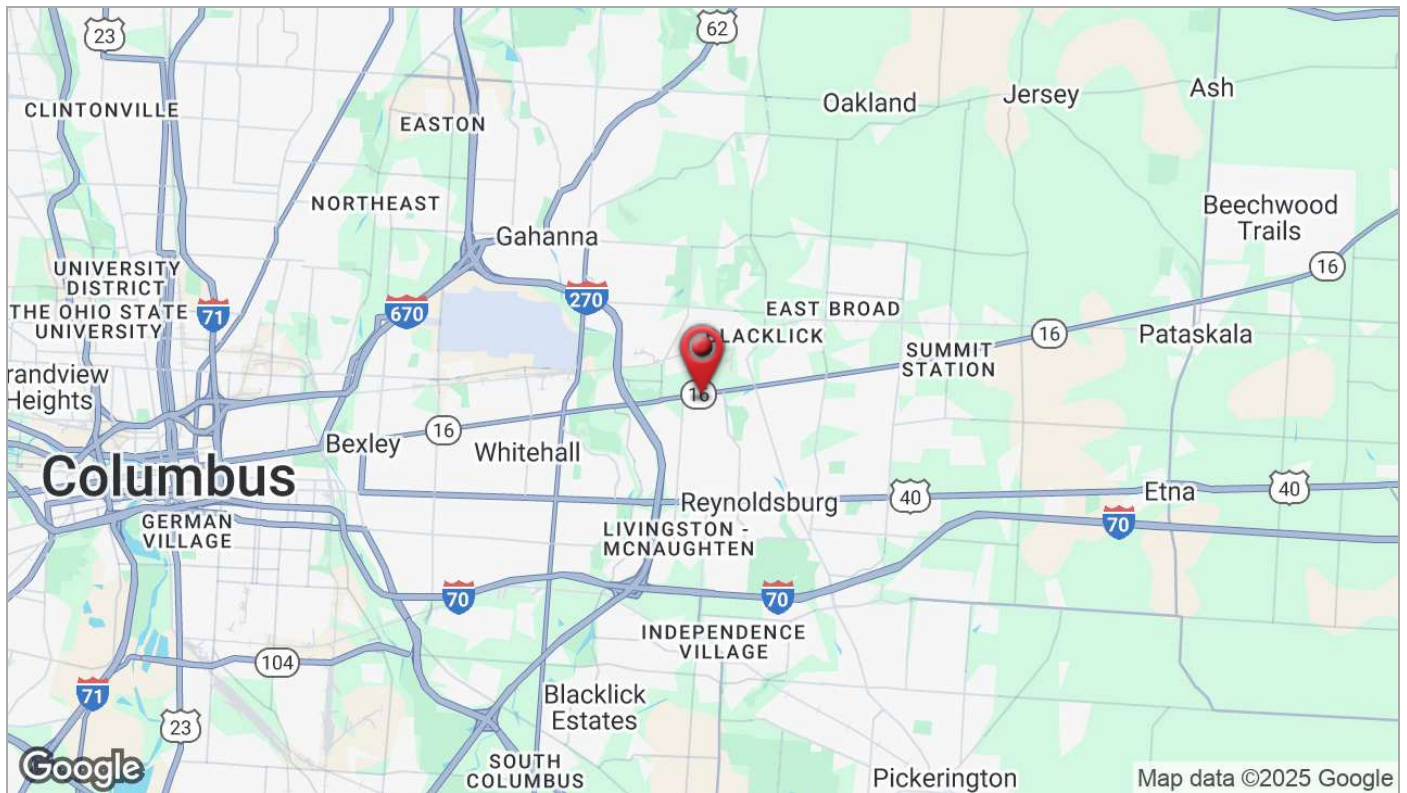 23
62
CLINTONVILLE
EASTON
Oakland
Jersey
Ash
NORTHEAST
Gahanna
Beechwood
Trails
16
UNIVERSITY
DISTRICT
THE OHIO STATE
UNIVERSITY
71
670
270
EAST BROAD
BLACKLICK
16
Pataskala
SUMMIT
STATION
randview
Heights
16
16
Bexley
Whitehall
Columbus
Reynoldsburg
40
Etna
40
GERMAN
VILLAGE
LIVINGSTON -
MCNAUGHTEN
70
70
70
INDEPENDENCE
VILLAGE
104
71
23
Blacklick
Estates
SOUTH
COLUMBUS
Pickerington
Google
Map data ©2025 Google